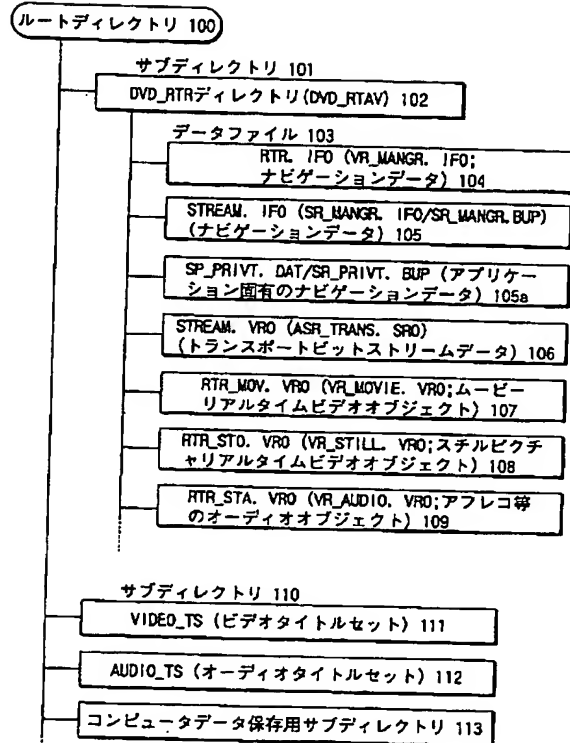 ルートディレクトリ 100
サブディレクトリ 101
DVD_RTRディレクトリ(DVD_RTAV) 102
データファイル 103
RTR. IFO (VR_MANGR. IFO;
ナビゲーションデータ) 104
STREAM. IFO (SR_MANGR. IFO/SR_MANGR.BUP)
(ナビゲーションデータ) 105
SP_PRIVT. DAT/SR_PRIVT. BUP (アプリケー
ション固有のナビゲーションデータ) 105a
STREAM. VRO (ASR_TRANS. SRO)
(トランスポートビットストリームデータ) 106
RTR_MOV. VRO (VR_MOVIE. VRO;ムービー
リアルタイムビデオオブジェクト) 107
RTR_STO. VRO (VR_STILL. VRO;スチルピクチ
ャリアルタイムビデオオブジェクト) 108
RTR_STA. VRO (VR_AUDIO. VRO;アフレコ等
のオーディオオブジェクト) 109
サブディレクトリ 110
VIDEO_TS (ビデオタイトルセット) 111
AUDIO_TS (オーディオタイトルセット) 112
コンピュータデータ保存用サブディレクトリ 113